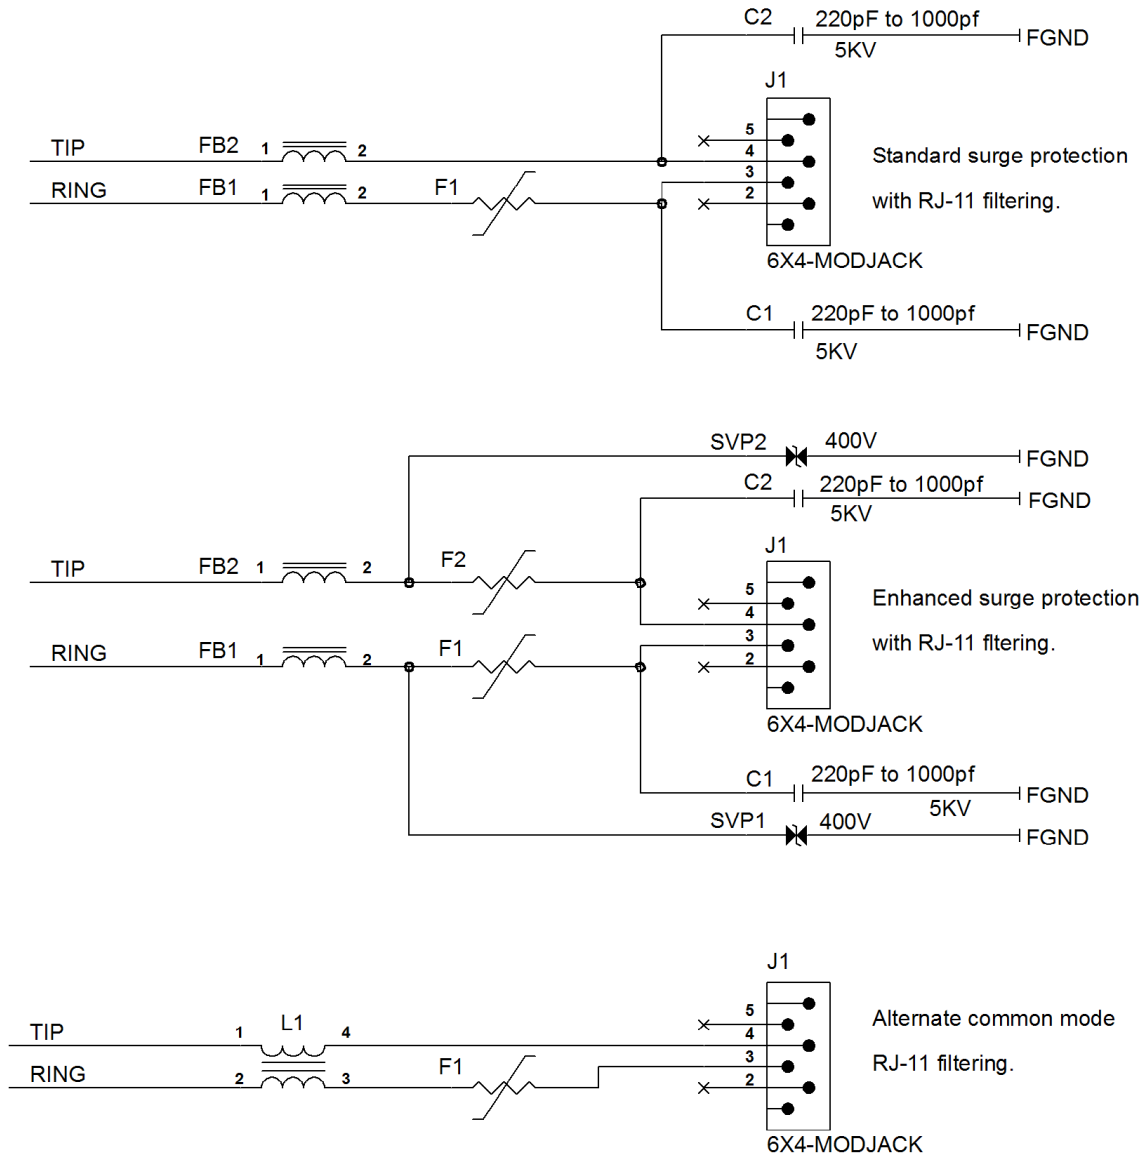 C2 220pF to 1000pf
5KV
FGND
J1
TIP FB2 1 2
RING FB1 1 2 F1
5
4
3
2
Standard surge protection
with RJ-11 filtering.
6X4-MODJACK
C1 220pF to 1000pf
5KV
FGND
SVP2 400V
FGND
C2 220pF to 1000pf
5KV
FGND
J1
TIP FB2 1 2 F2
RING FB1 1 2 F1
5
4
3
2
Enhanced surge protection
with RJ-11 fltering.
6X4-MODJACK
C1 220pF to 1000pf
5KV
FGND
SVP1 400V
FGND
J1
TIP 1 L1 4
RING 2 3 F1
5
4
3
2
Alternate common mode
RJ-11 filtering.
6X4-MODJACK